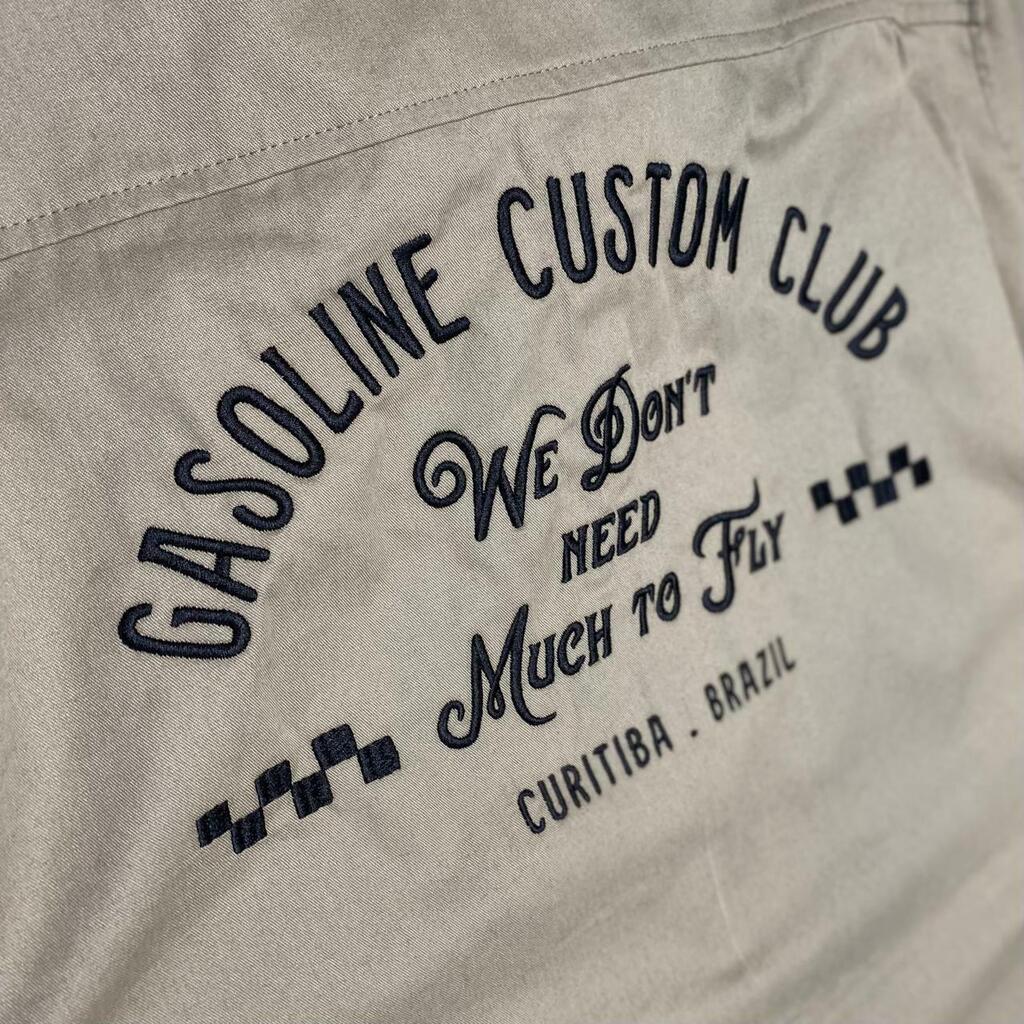 GASOLINE CUSTOM CLUB
WE DON'T
NEED
MUCH TO FLY
CURITIBA . BRAZIL